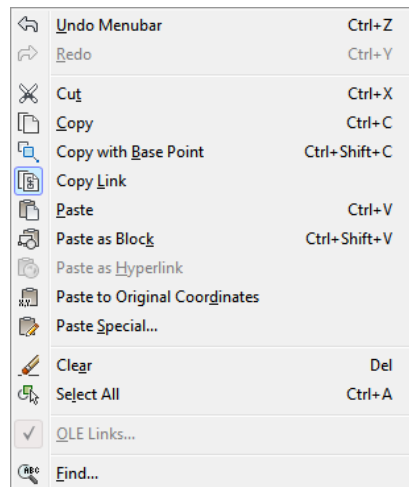 Undo Menubar Ctrl+Z
Redo Ctrl+Y
Cut Ctrl+X
Copy Ctrl+C
Copy with Base Point Ctrl+Shift+C
Copy Link
Paste Ctrl+V
Paste as Block Ctrl+Shift+V
Paste as Hyperlink
X,Y... Paste to Original Coordinates
Paste Special...
Clear Del
Select All Ctrl+A
OLE Links...
ABC Find...